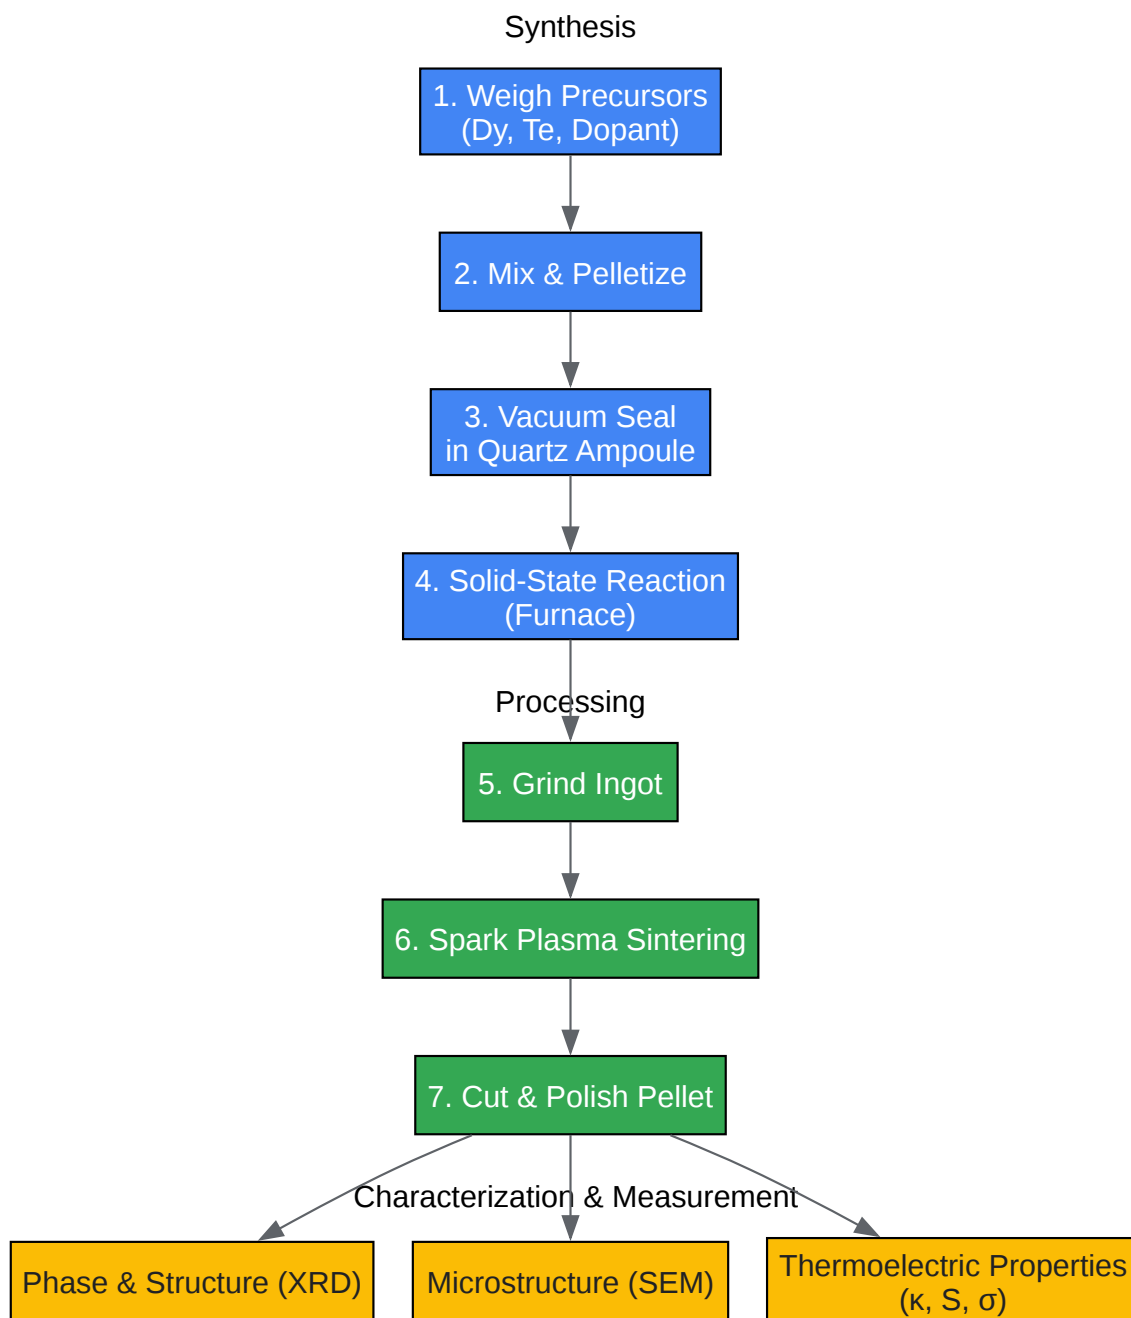 Synthesis
1. Weigh Precursors
(Dy, Te, Dopant)
2. Mix & Pelletize
3. Vacuum Seal
in Quartz Ampoule
4. Solid-State Reaction
(Furnace)
Processing
5. Grind Ingot
6. Spark Plasma Sintering
7. Cut & Polish Pellet
Characterization & Measurement
Phase & Structure (XRD)
Microstructure (SEM)
Thermoelectric Properties
(κ, S, σ)